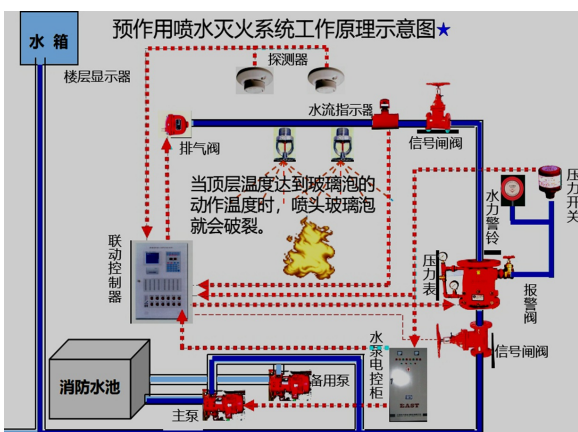 预作用喷水灭火系统工作原理示意图★
水 箱
楼层显示器
探测器
水流指示器
排气阀
信号闸阀
当顶层温度达到玻璃泡的
动作温度时，喷头玻璃泡
就会破裂。
联动控制器
水力警铃
压力开关
压力表
报警阀
信号闸阀
水泵电控柜
EAST
消防水池
备用泵
主泵